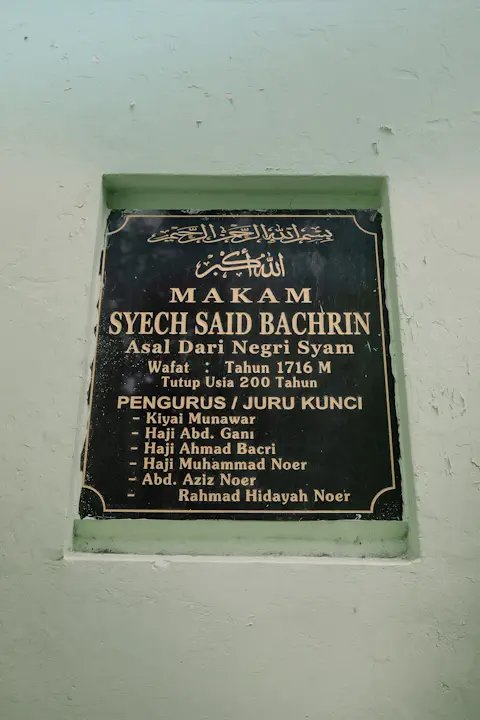 بسم الله الرحمن الرحيم
الله أكبر
MAKAM
SYECH SAID BACHRIN
Asal Dari Negri Syam
Wafat : Tahun 1716 M
Tutup Usia 200 Tahun
PENGURUS / JURU KUNCI
- Kiyai Munawar
- Haji Abd. Gani
- Haji Ahmad Bacri
- Haji Muhammad Noer
- Abd. Aziz Noer
- Rahmad Hidayah Noer